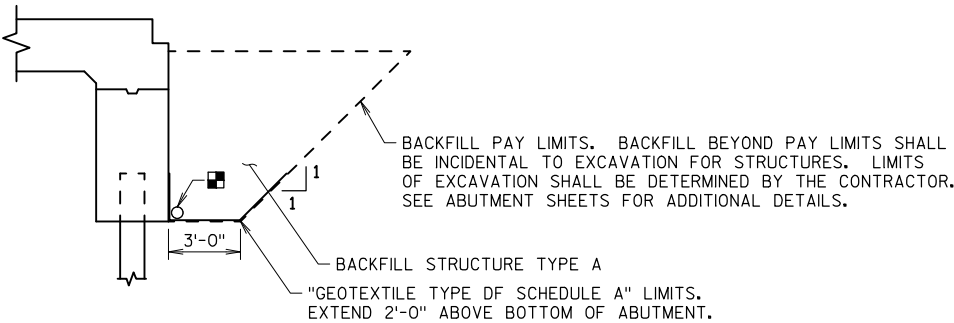 BACKFILL PAY LIMITS. BACKFILL BEYOND PAY LIMITS SHALL
BE INCIDENTAL TO EXCAVATION FOR STRUCTURES. LIMITS
OF EXCAVATION SHALL BE DETERMINED BY THE CONTRACTOR.
SEE ABUTMENT SHEETS FOR ADDITIONAL DETAILS.
1
1
3'-0"
BACKFILL STRUCTURE TYPE A
"GEOTEXTILE TYPE DF SCHEDULE A" LIMITS.
EXTEND 2'-0" ABOVE BOTTOM OF ABUTMENT.